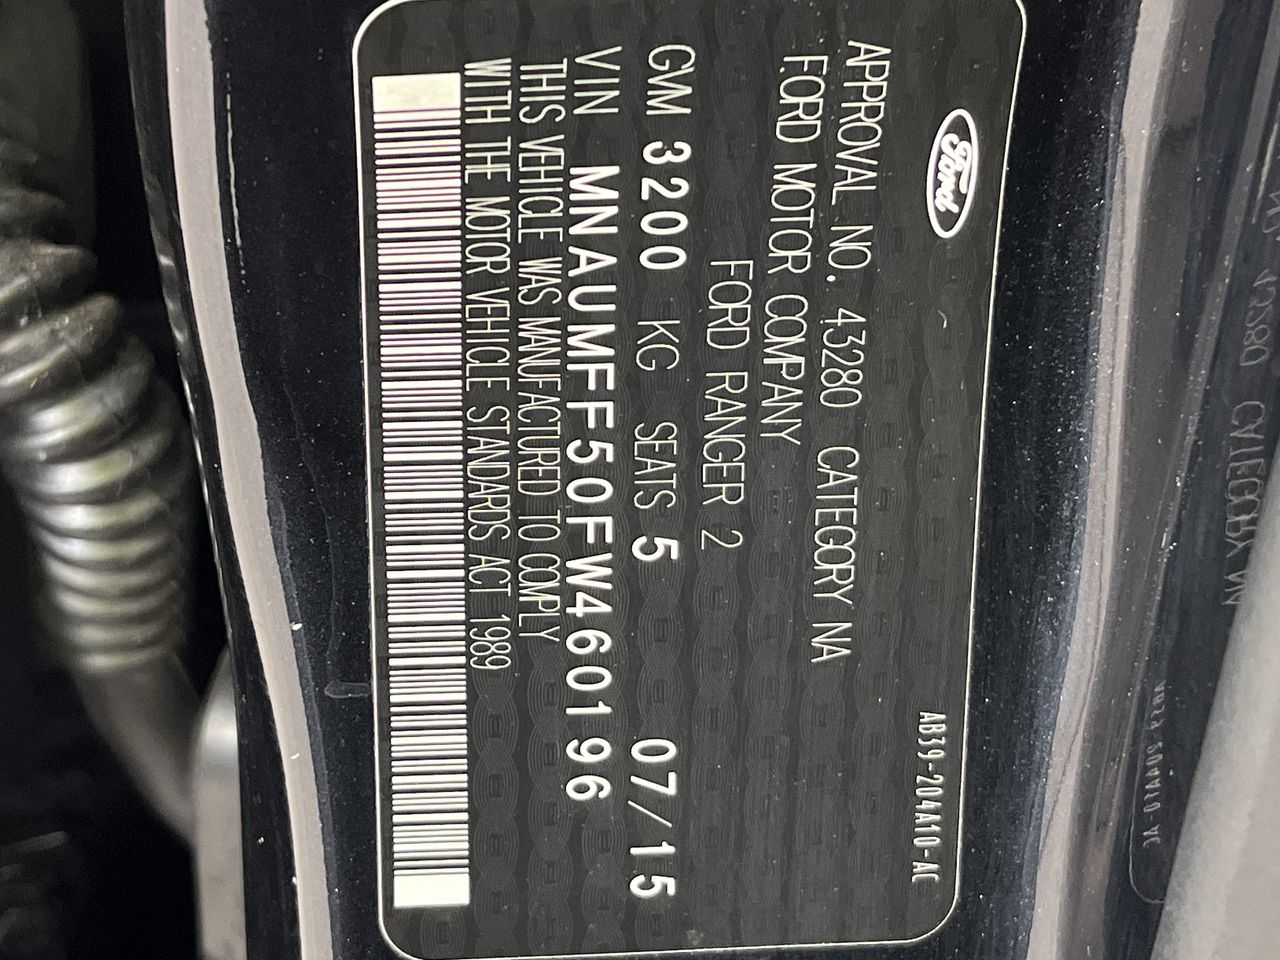 Ford
AB39-204A10-AC
APPROVAL NO. 43280 CATEGORY NA
FORD MOTOR COMPANY
FORD RANGER 2
GVM 3200 KG SEATS 5 07/15
VIN MNAUMFF50FW460196
THIS VEHICLE WAS MANUFACTURED TO COMPLY
WITH THE MOTOR VEHICLE STANDARDS ACT 1989